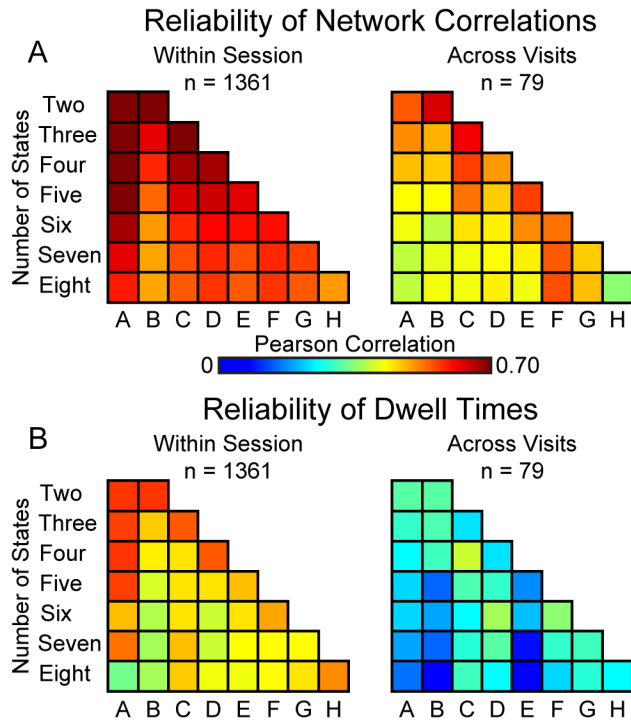 Reliability of Network Correlations
A
Within Session
n = 1361
Across Visits
n = 79
Number of States
Two
Three
Four
Five
Six
Seven
Eight
A B C D E F G H
A B C D E F G H
Pearson Correlation
0 0.70
Reliability of Dwell Times
B
Within Session
n = 1361
Across Visits
n = 79
Number of States
Two
Three
Four
Five
Six
Seven
Eight
A B C D E F G H
A B C D E F G H